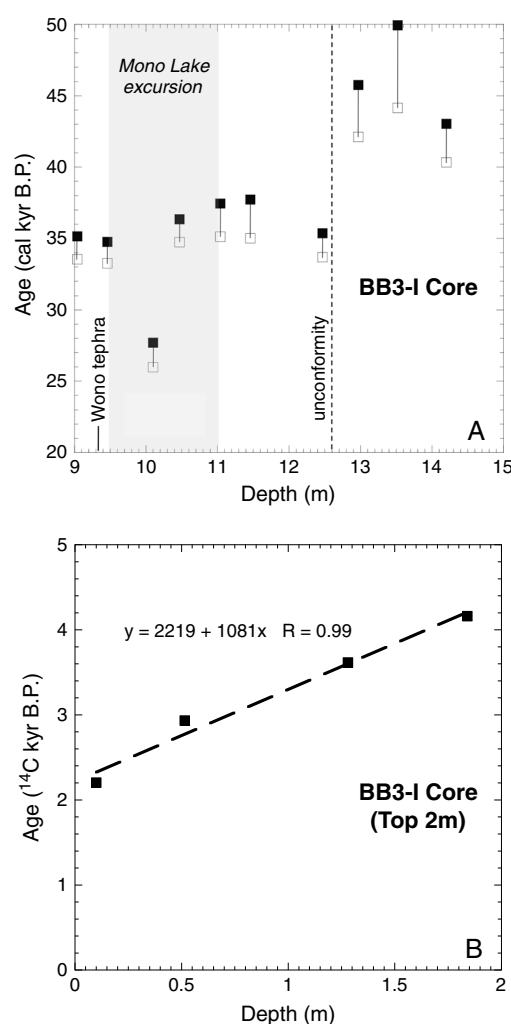 50
45
40
35
30
25
20
Age (cal kyr B.P.)
Mono Lake
excursion
Wono tephra
unconformity
BB3-I Core
A
9 10 11 12 13 14 15
Depth (m)
5
4
3
2
1
0
Age (¹⁴C kyr B.P.)
y = 2219 + 1081x R = 0.99
BB3-I Core
(Top 2m)
B
0 0.5 1 1.5 2
Depth (m)